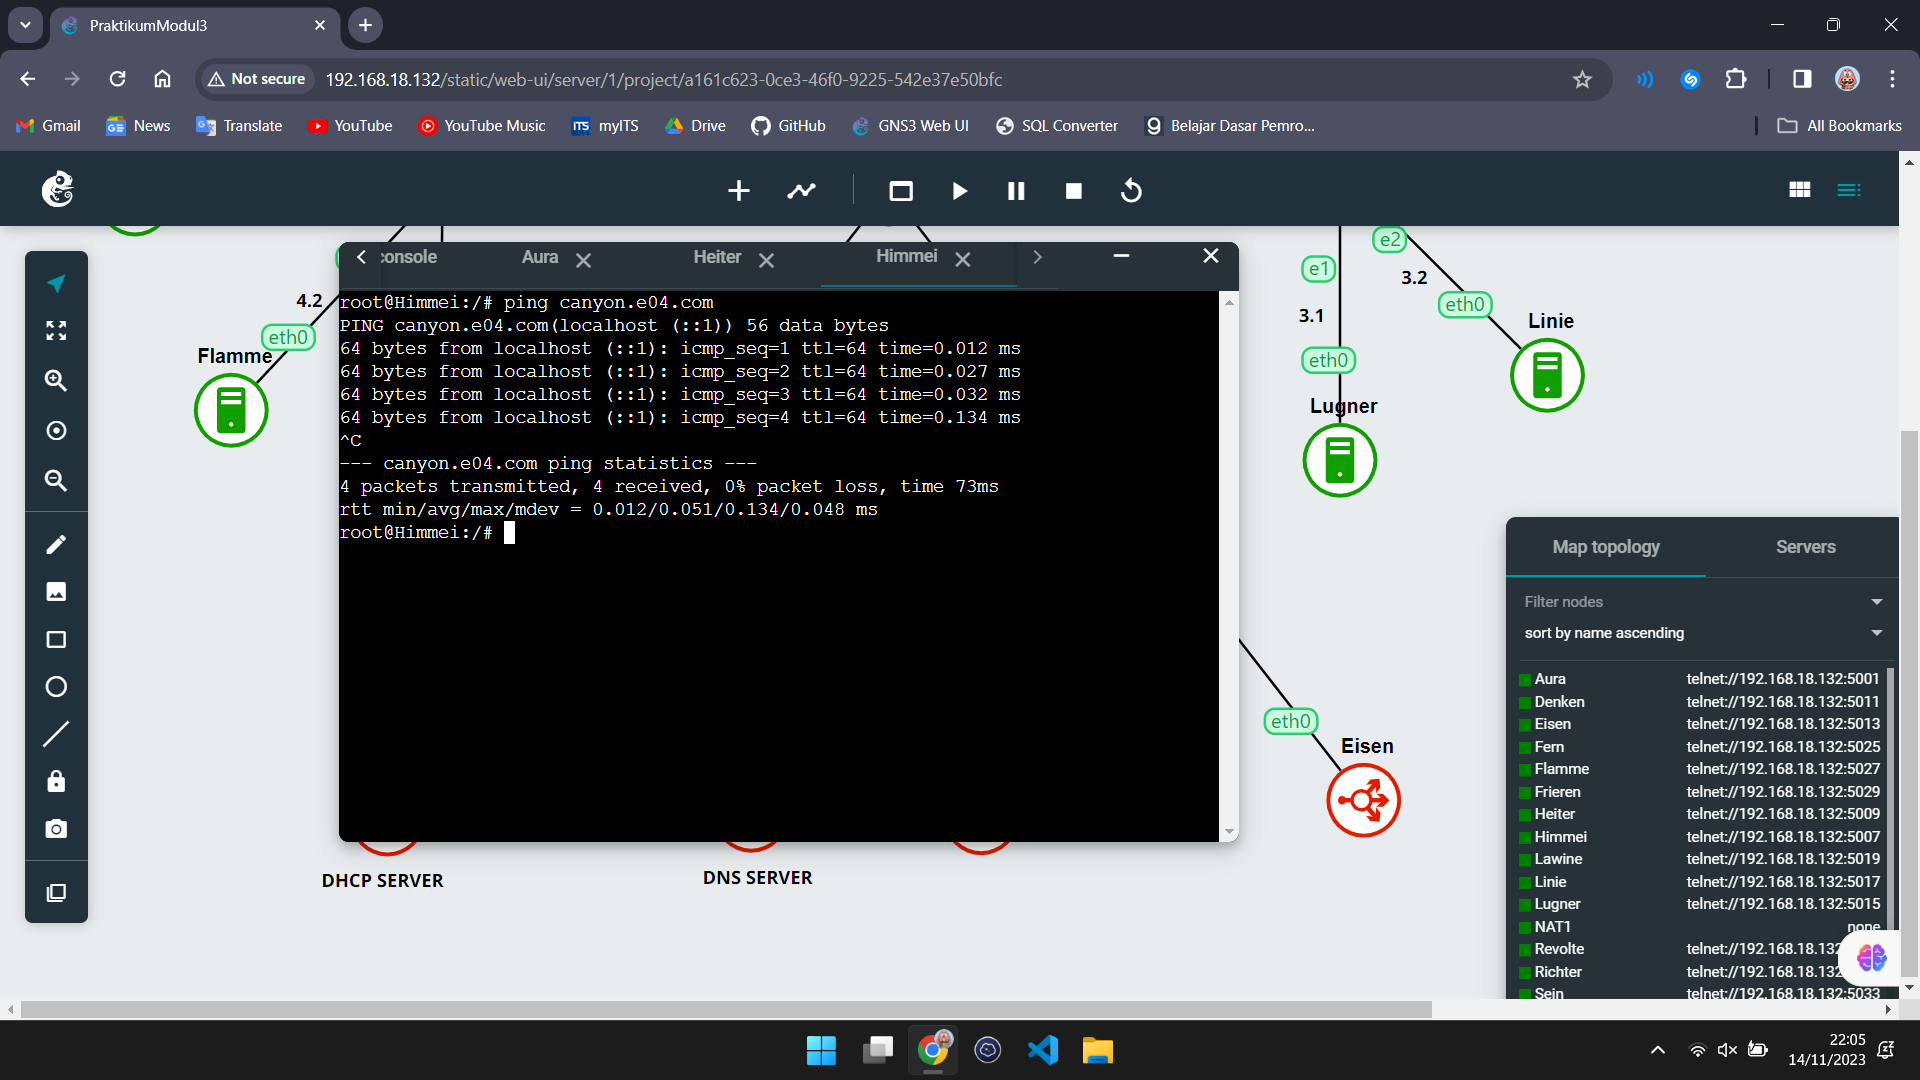 PraktikumModul3
Not secure
192.168.18.132/static/web-ui/server/1/project/a161c623-0ce3-46f0-9225-542e37e50bfc
Gmail
News
Translate
YouTube
YouTube Music
ITS myITS
Drive
GitHub
GNS3 Web UI
SQL Converter
Belajar Dasar Pemro...
All Bookmarks
console
Aura
Heiter
Himmei
root@Himmei:/# ping canyon.e04.com
PING canyon.e04.com(localhost (::1)) 56 data bytes
64 bytes from localhost (::1): icmp_seq=1 ttl=64 time=0.012 ms
64 bytes from localhost (::1): icmp_seq=2 ttl=64 time=0.027 ms
64 bytes from localhost (::1): icmp_seq=3 ttl=64 time=0.032 ms
64 bytes from localhost (::1): icmp_seq=4 ttl=64 time=0.134 ms
^C
--- canyon.e04.com ping statistics ---
4 packets transmitted, 4 received, 0% packet loss, time 73ms
rtt min/avg/max/mdev = 0.012/0.051/0.134/0.048 ms
root@Himmei:/#
4.2
eth0
Flamme
e1
e2
3.2
3.1
eth0
Linie
eth0
Lugner
eth0
Eisen
DHCP SERVER
DNS SERVER
Map topology
Servers
Filter nodes
sort by name ascending
Aura telnet://192.168.18.132:5001
Denken telnet://192.168.18.132:5011
Eisen telnet://192.168.18.132:5013
Fern telnet://192.168.18.132:5025
Flamme telnet://192.168.18.132:5027
Frieren telnet://192.168.18.132:5029
Heiter telnet://192.168.18.132:5009
Himmei telnet://192.168.18.132:5007
Lawine telnet://192.168.18.132:5019
Linie telnet://192.168.18.132:5017
Lugner telnet://192.168.18.132:5015
NAT1 none
Revolte telnet://192.168.18.132
Richter telnet://192.168.18.132
Sein telnet://192.168.18.132:5033
22:05
14/11/2023